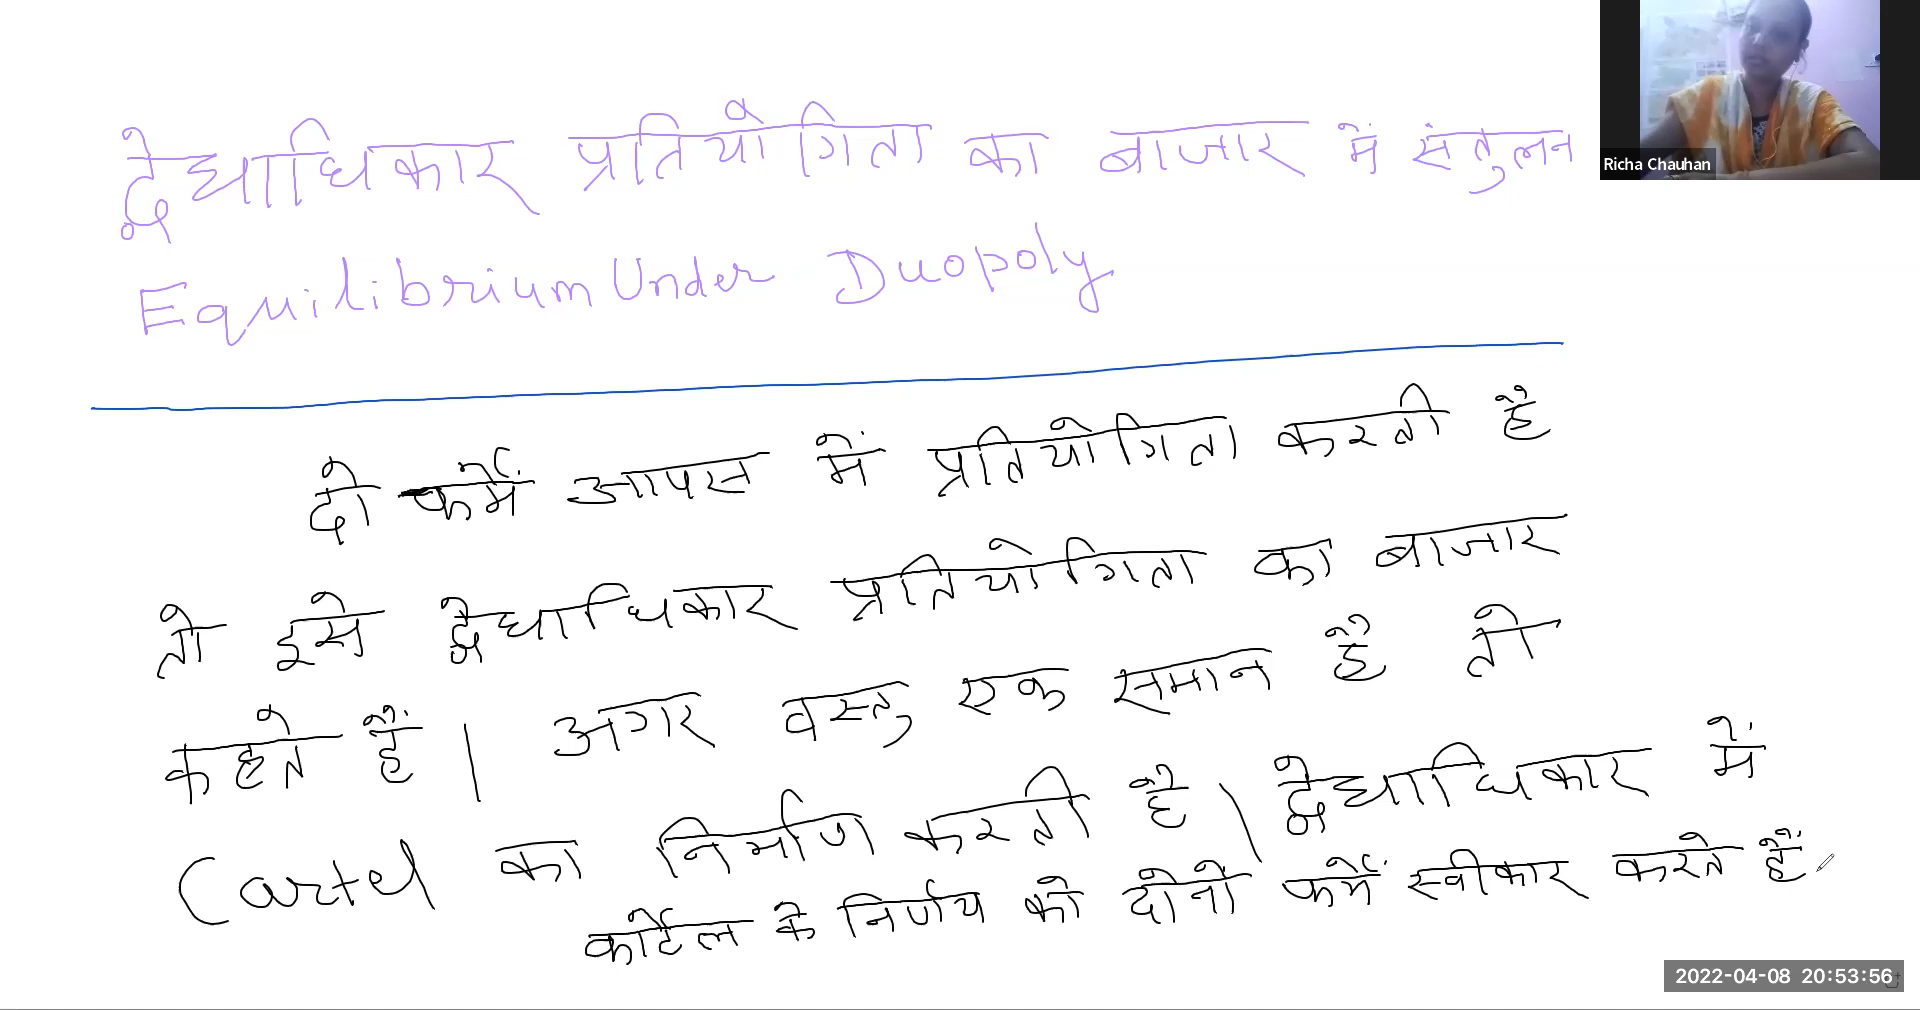 द्वैधाधिकार प्रतियोगिता का बाजार में संतुलन
Equilibrium Under Duopoly
Richa Chauhan
दो फर्में आपस में प्रतियोगिता करती है
तो इसे द्वैधाधिकार प्रतियोगिता का बाजार
कहते हैं | अगर वस्तु एक समान है तो
Cartel का निर्माण करती है | द्वैधाधिकार में
कार्टेल के निर्णय को दोनों फर्में स्वीकार करते हैं
2022-04-08 20:53:56